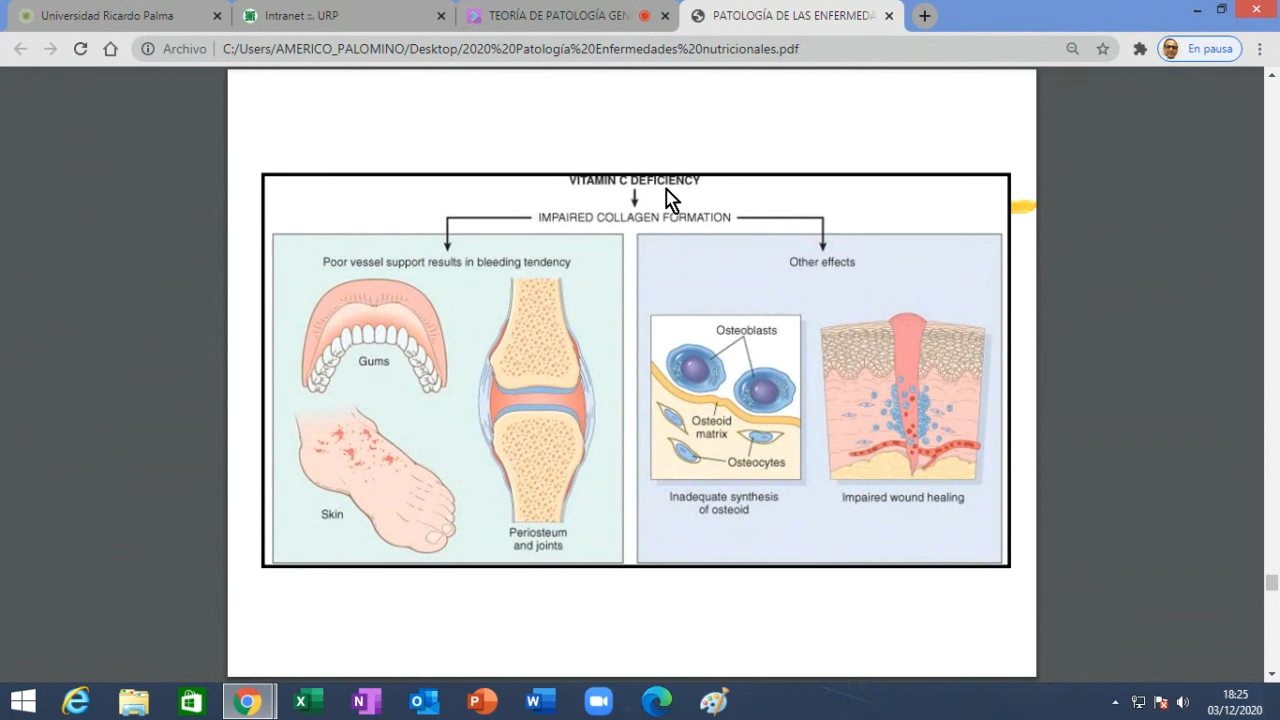 Universidad Ricardo Palma
Intranet ::. URP
TEORÍA DE PATOLOGÍA GEN
PATOLOGÍA DE LAS ENFERMEDA
Archivo
C:/Users/AMERICO_PALOMINO/Desktop/2020%20Patología%20Enfermedades%20nutricionales.pdf
En pausa
VITAMIN C DEFICIENCY
IMPAIRED COLLAGEN FORMATION
Poor vessel support results in bleeding tendency
Gums
Skin
Periosteum
and joints
Other effects
Osteoblasts
Osteoid
matrix
Osteocytes
Inadequate synthesis
of osteoid
Impaired wound healing
18:25
03/12/2020